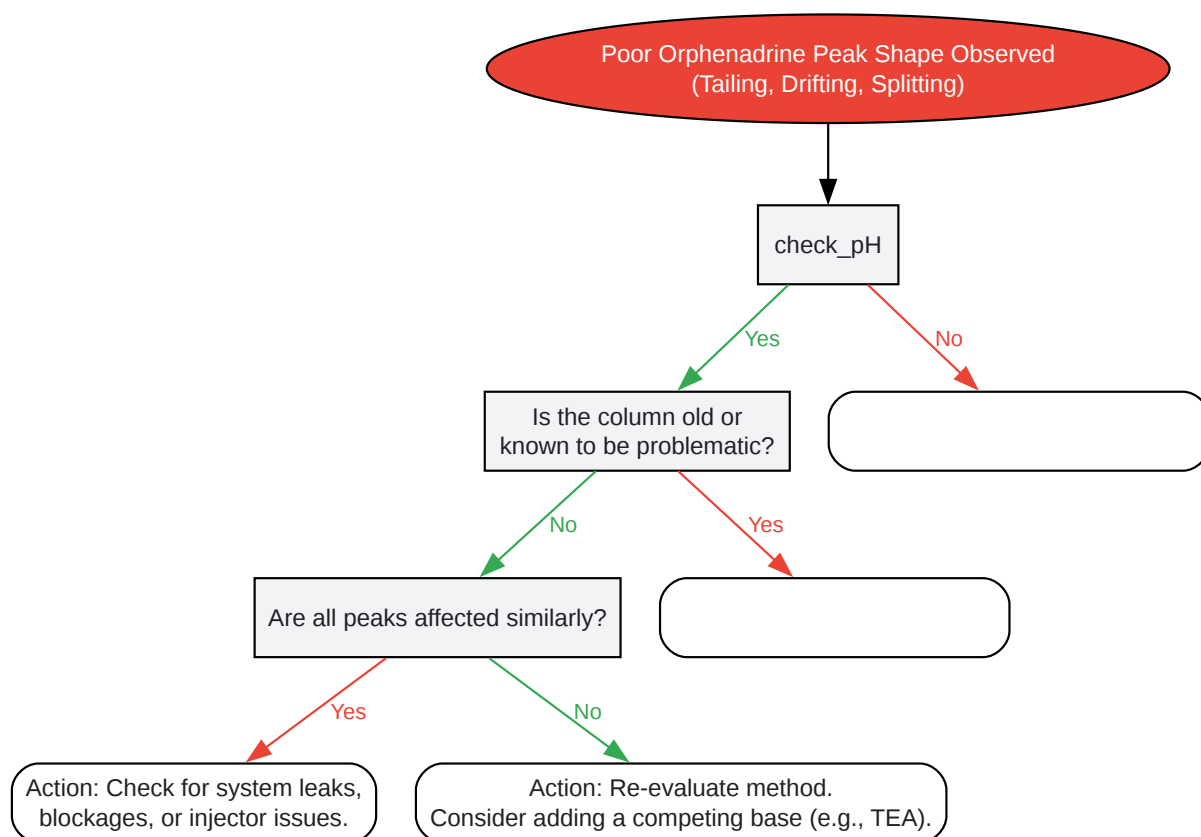 Poor Orphenadrine Peak Shape Observed
(Tailing, Drifting, Splitting)
check_pH
Yes
No
Is the column old or
known to be problematic?
No
Yes
Are all peaks affected similarly?
Yes
No
Action: Check for system leaks,
blockages, or injector issues.
Action: Re-evaluate method.
Consider adding a competing base (e.g., TEA).